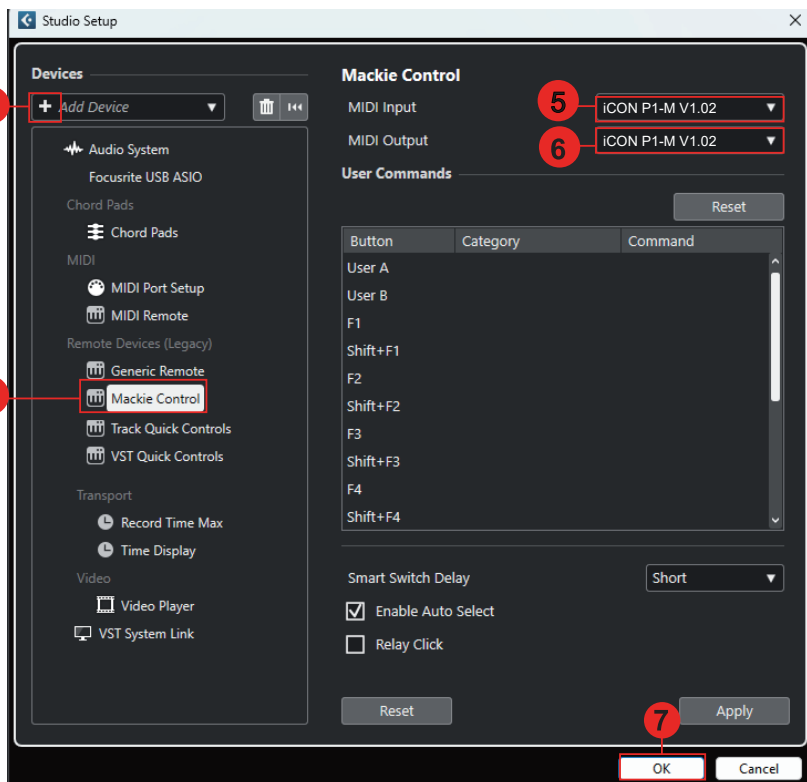 Studio Setup
Devices
Add Device
Audio System
Focusrite USB ASIO
Chord Pads
Chord Pads
MIDI
MIDI Port Setup
MIDI Remote
Remote Devices (Legacy)
Generic Remote
Mackie Control
Track Quick Controls
VST Quick Controls
Transport
Record Time Max
Time Display
Video
Video Player
VST System Link
Mackie Control
MIDI Input 5 iCON P1-M V1.02
MIDI Output 6 iCON P1-M V1.02
User Commands
Reset
Button Category Command
User A
User B
F1
Shift+F1
F2
Shift+F2
F3
Shift+F3
F4
Shift+F4
Smart Switch Delay Short
Enable Auto Select
Relay Click
Reset Apply
7
OK Cancel